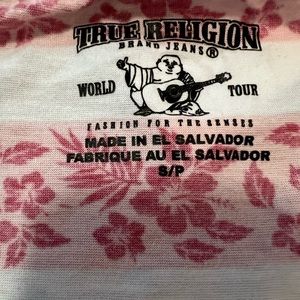 TRUE RELIGION
BRAND JEANS®
WORLD TOUR
FASHION FOR THE SENSES
MADE IN EL SALVADOR
FABRIQUE AU EL SALVADOR
S/P